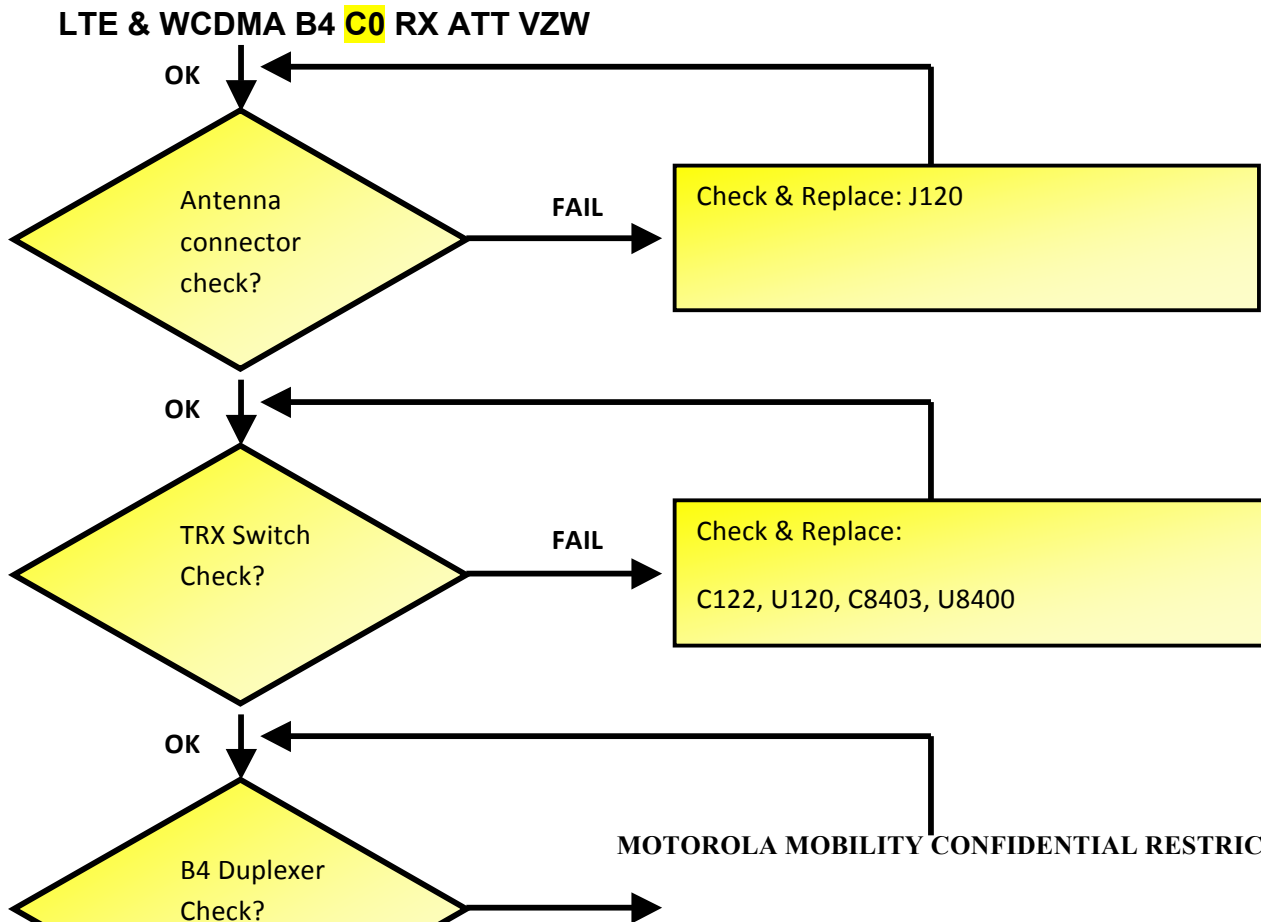 LTE & WCDMA B4 C0 RX ATT VZW
OK
Antenna
connector
check?
FAIL
Check & Replace: J120
OK
TRX Switch
Check?
FAIL
Check & Replace:
C122, U120, C8403, U8400
OK
MOTOROLA MOBILITY CONFIDENTIAL RESTRIC
B4 Duplexer
Check?